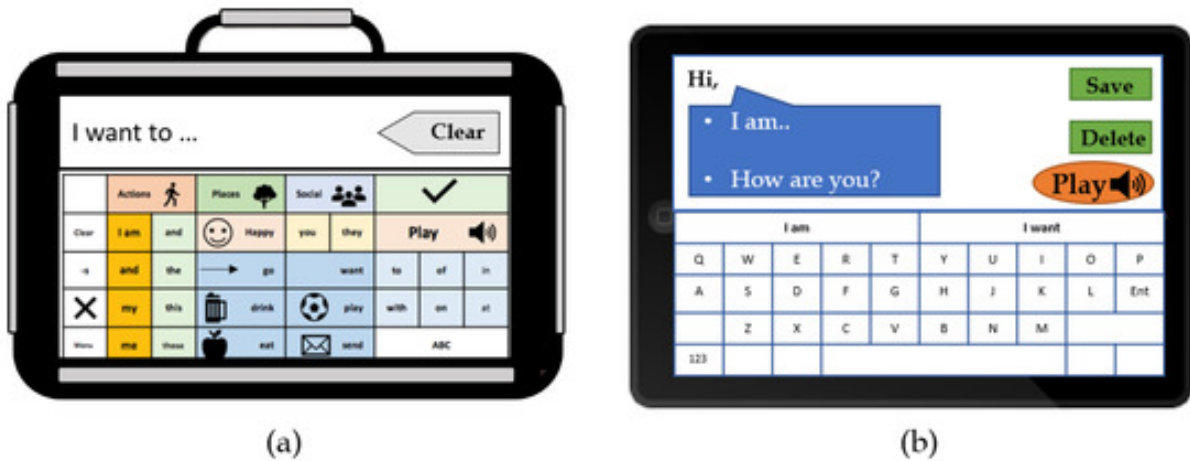 I want to ...
Clear
Actions Places Social
Clear I am and Happy you they Play
-s and the go want to of in
my this drink play with on at
Menu me these eat send ABC
(a)
Hi,
• I am..
• How are you?
Save
Delete
Play
I am I want
Q W E R T Y U I O P
A S D F G H J K L Ent
Z X C V B N M
123
(b)